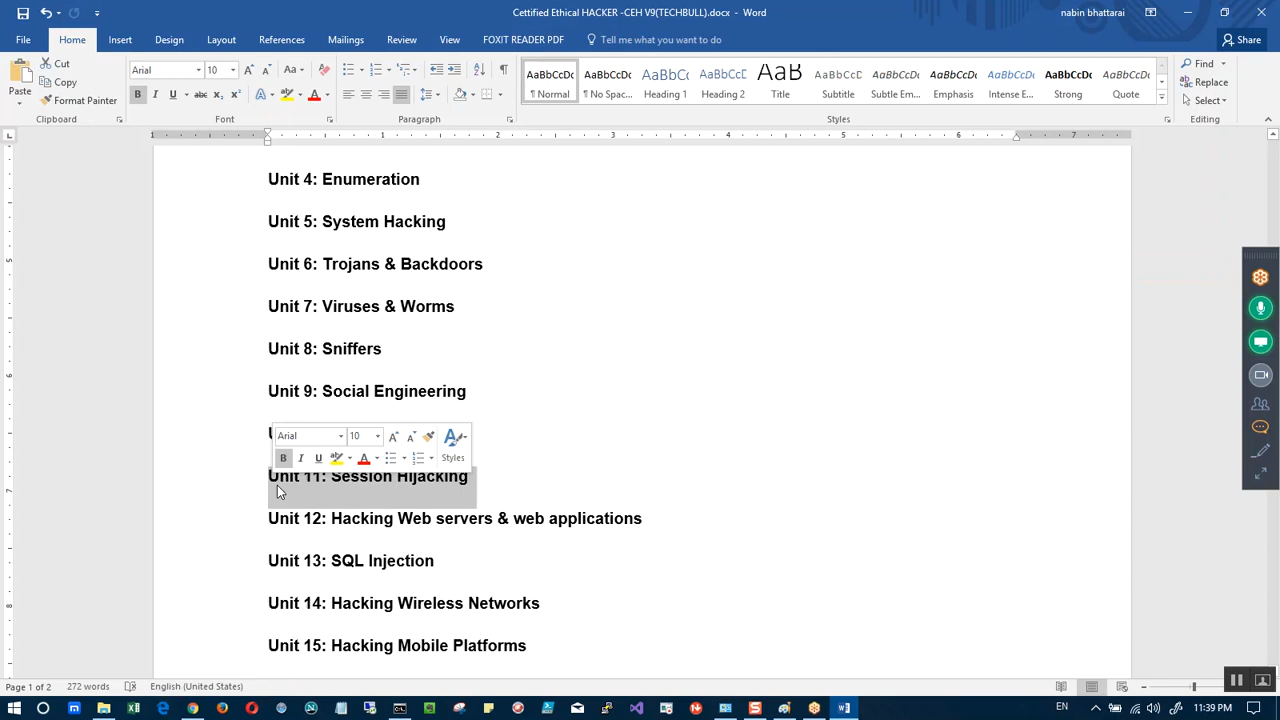 Cettified Ethical HACKER -CEH V9(TECHBULL).docx - Word
nabin bhattarai
File Home Insert Design Layout References Mailings Review View FOXIT READER PDF Tell me what you want to do
Share
Paste
Cut
Copy
Format Painter
Clipboard
Arial 10
Font
Paragraph
AaBbCcDc AaBbCcDc AaBbCc AaBbCcD AaB AaBbCcD AaBbCcDc AaBbCcDc AaBbCcDc AaBbCcDc AaBbCcDc
¶ Normal ¶ No Spac... Heading 1 Heading 2 Title Subtitle Subtle Em... Emphasis Intense E... Strong Quote
Styles
Find
Replace
Select
Editing
Unit 4: Enumeration
Unit 5: System Hacking
Unit 6: Trojans & Backdoors
Unit 7: Viruses & Worms
Unit 8: Sniffers
Unit 9: Social Engineering
Arial 10
Styles
Unit 11: Session Hijacking
Unit 12: Hacking Web servers & web applications
Unit 13: SQL Injection
Unit 14: Hacking Wireless Networks
Unit 15: Hacking Mobile Platforms
Page 1 of 2 272 words English (United States)
EN 11:39 PM